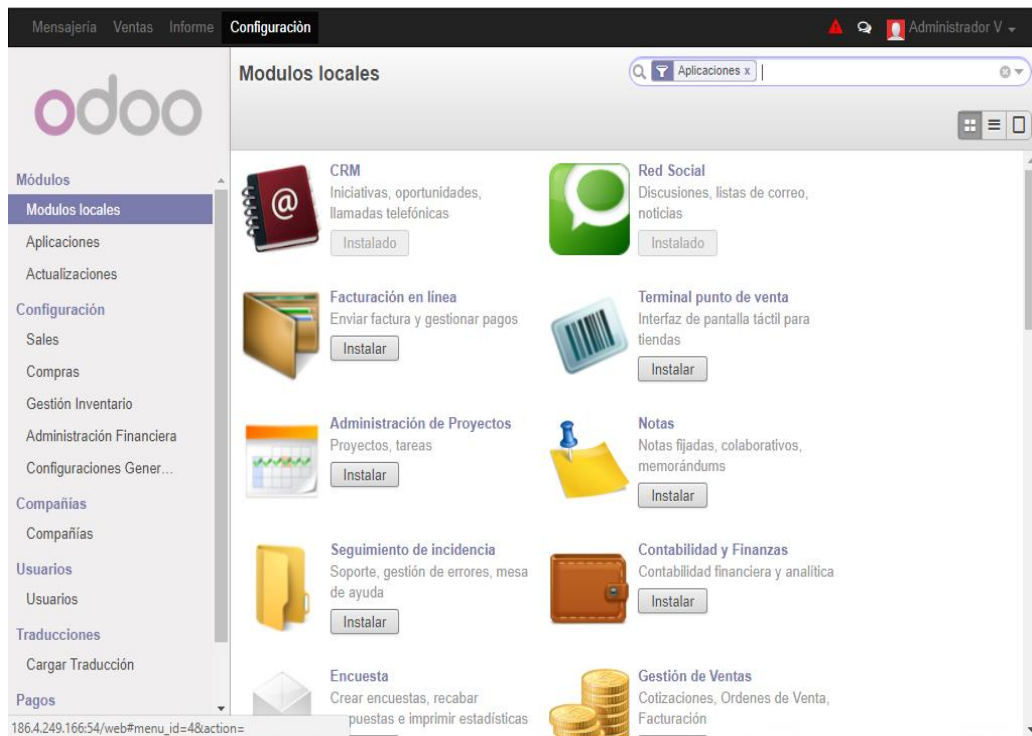 Mensajería Ventas Informe Configuraciòn Administrador V
odoo
Modulos locales
Aplicaciones x
Módulos
Modulos locales
Aplicaciones
Actualizaciones
Configuración
Sales
Compras
Gestión Inventario
Administración Financiera
Configuraciones Gener...
Compañías
Compañías
Usuarios
Usuarios
Traducciones
Cargar Traducción
Pagos
186.4.249.166:54/web#menu_id=4&action=
CRM
Iniciativas, oportunidades,
llamadas telefónicas
Instalado
Red Social
Discusiones, listas de correo,
noticias
Instalado
Facturación en línea
Enviar factura y gestionar pagos
Instalar
Terminal punto de venta
Interfaz de pantalla táctil para
tiendas
Instalar
Administración de Proyectos
Proyectos, tareas
Instalar
Notas
Notas fijadas, colaborativos,
memorándums
Instalar
Seguimiento de incidencia
Soporte, gestión de errores, mesa
de ayuda
Instalar
Contabilidad y Finanzas
Contabilidad financiera y analítica
Instalar
Encuesta
Crear encuestas, recabar
puestas e imprimir estadísticas
Gestión de Ventas
Cotizaciones, Ordenes de Venta,
Facturación